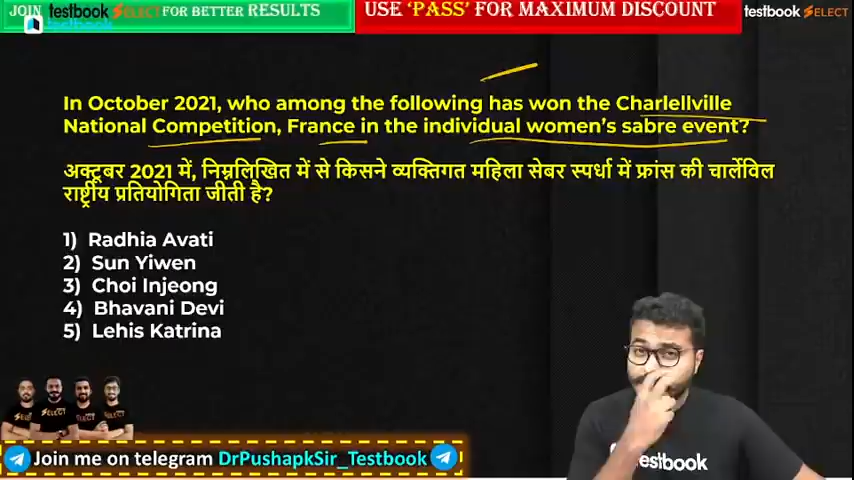 JOIN testbook SELECT FOR BETTER RESULTS
USE ‘PASS’ FOR MAXIMUM DISCOUNT
testbook SELECT
testbook
In October 2021, who among the following has won the Charlellville
National Competition, France in the individual women’s sabre event?
अक्टूबर 2021 में, निम्नलिखित में से किसने व्यक्तिगत महिला सेबर स्पर्धा में फ्रांस की चार्लेविल
राष्ट्रीय प्रतियोगिता जीती है?
1) Radhia Avati
2) Sun Yiwen
3) Choi Injeong
4) Bhavani Devi
5) Lehis Katrina
SELECT
Join me on telegram DrPushapkSir_Testbook
testbook